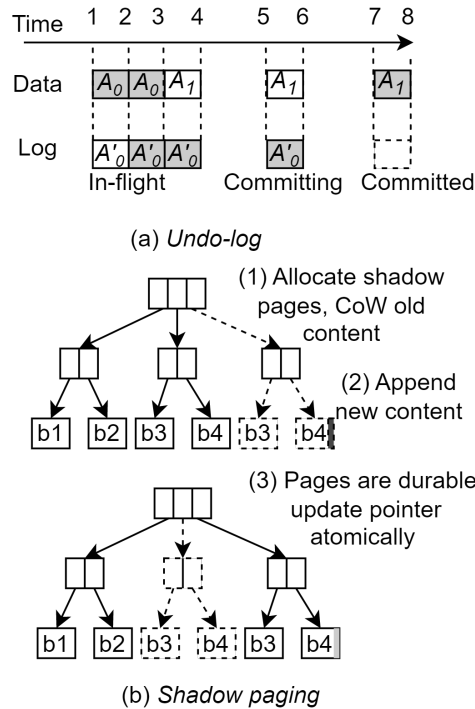 Time 1 2 3 4 5 6 7 8
Data A₀ A₀ A₁ A₁ A₁
Log A'₀ A'₀ A'₀ A'₀
In-flight Committing Committed
(a) Undo-log
(1) Allocate shadow
pages, CoW old
content
(2) Append
new content
b1 b2 b3 b4 b3 b4
(3) Pages are durable
update pointer
atomically
b1 b2 b3 b4 b3 b4
(b) Shadow paging